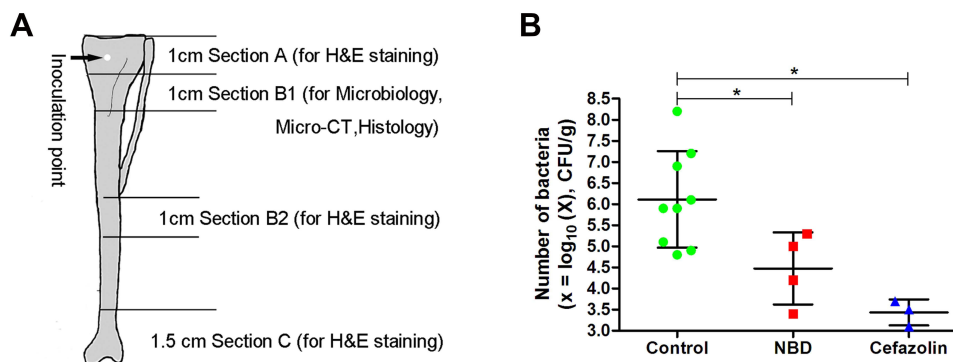 A
Inoculation point
1cm Section A (for H&E staining)
1cm Section B1 (for Microbiology,
Micro-CT,Histology)
1cm Section B2 (for H&E staining)
1.5 cm Section C (for H&E staining)
B
Number of bacteria
(x = log10 (X), CFU/g)
*
*
8.5
8.0
7.5
7.0
6.5
6.0
5.5
5.0
4.5
4.0
3.5
3.0
Control NBD Cefazolin